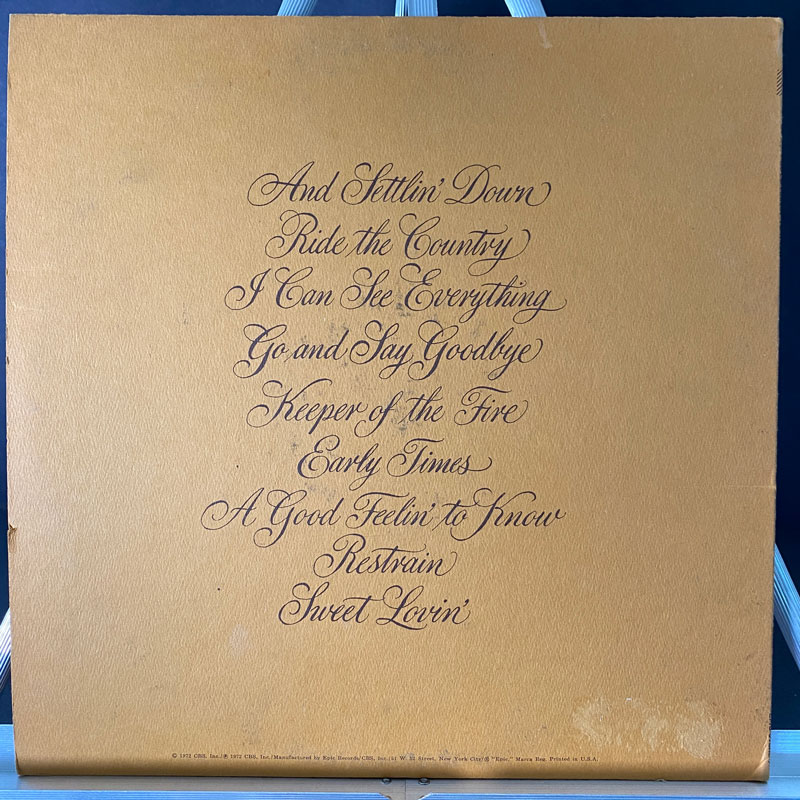 And Settlin' Down
Ride the Country
I Can See Everything
Go and Say Goodbye
Keeper of the Fire
Early Times
A Good Feelin' to Know
Restrain
Sweet Lovin'
© 1972 CBS, Inc./℗ 1972 CBS, Inc./Manufactured by Epic Records/CBS, Inc./51 W. 52 Street, New York City/® "Epic," Marca Reg. Printed in U.S.A.